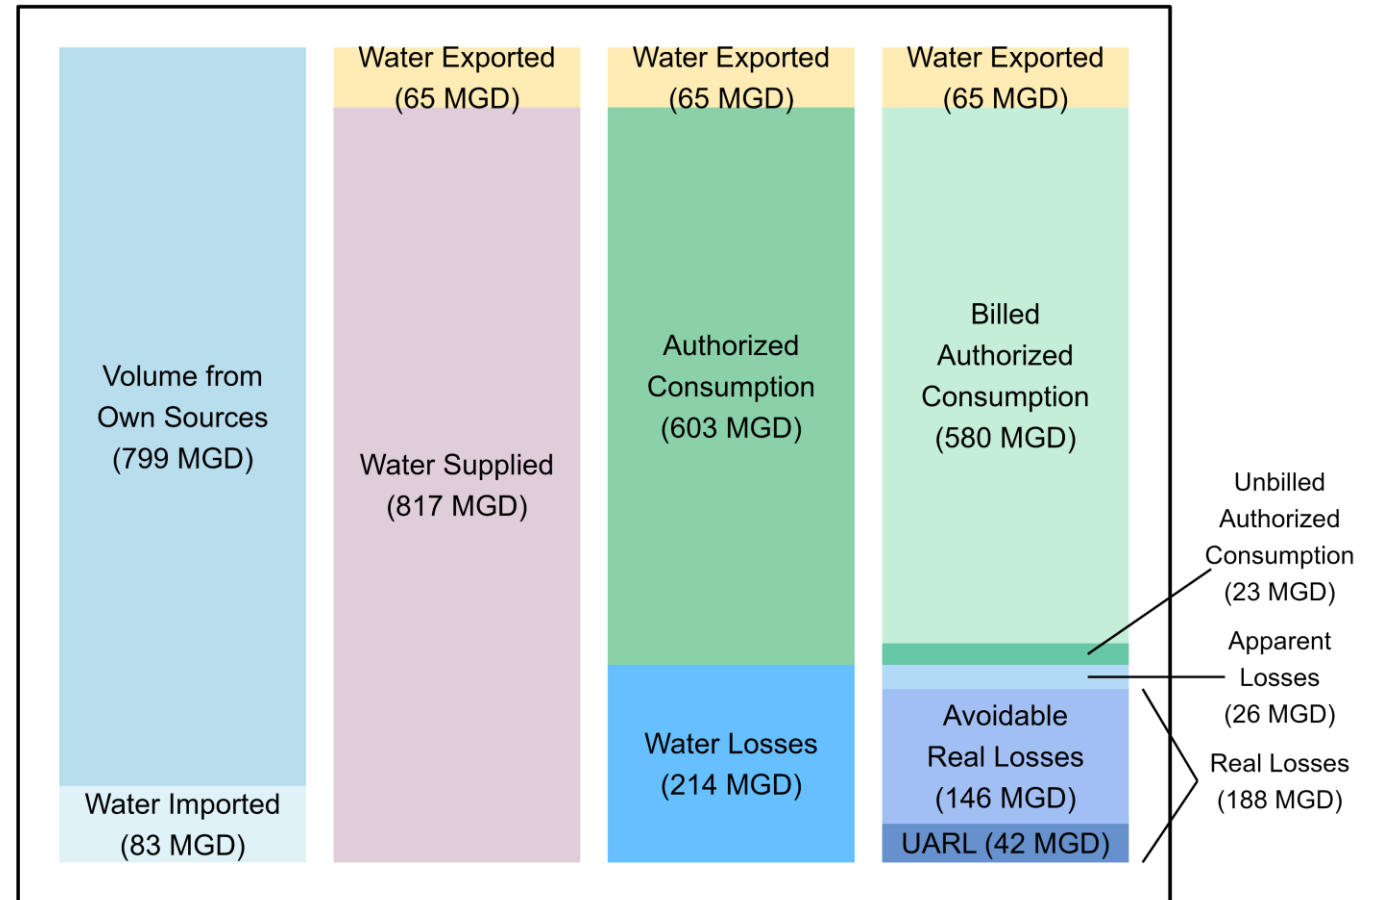 Volume from
Own Sources
(799 MGD)
Water Imported
(83 MGD)
Water Exported
(65 MGD)
Water Supplied
(817 MGD)
Water Exported
(65 MGD)
Authorized
Consumption
(603 MGD)
Water Losses
(214 MGD)
Water Exported
(65 MGD)
Billed
Authorized
Consumption
(580 MGD)
Avoidable
Real Losses
(146 MGD)
UARL (42 MGD)
Unbilled
Authorized
Consumption
(23 MGD)
Apparent
Losses
(26 MGD)
Real Losses
(188 MGD)